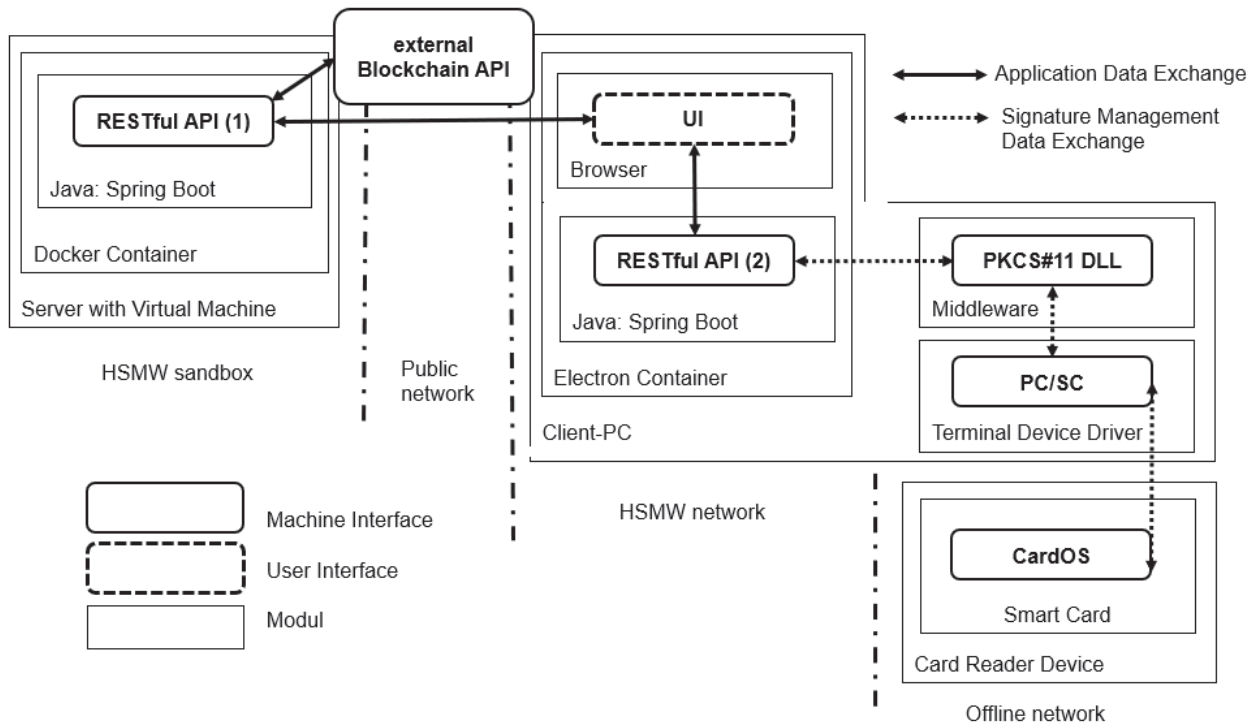 external
Blockchain API
RESTful API (1)
Java: Spring Boot
Docker Container
Server with Virtual Machine
HSMW sandbox
Public
network
UI
Browser
RESTful API (2)
Java: Spring Boot
Electron Container
Client-PC
HSMW network
Application Data Exchange
Signature Management
Data Exchange
PKCS#11 DLL
Middleware
PC/SC
Terminal Device Driver
CardOS
Smart Card
Card Reader Device
Offline network
Machine Interface
User Interface
Modul